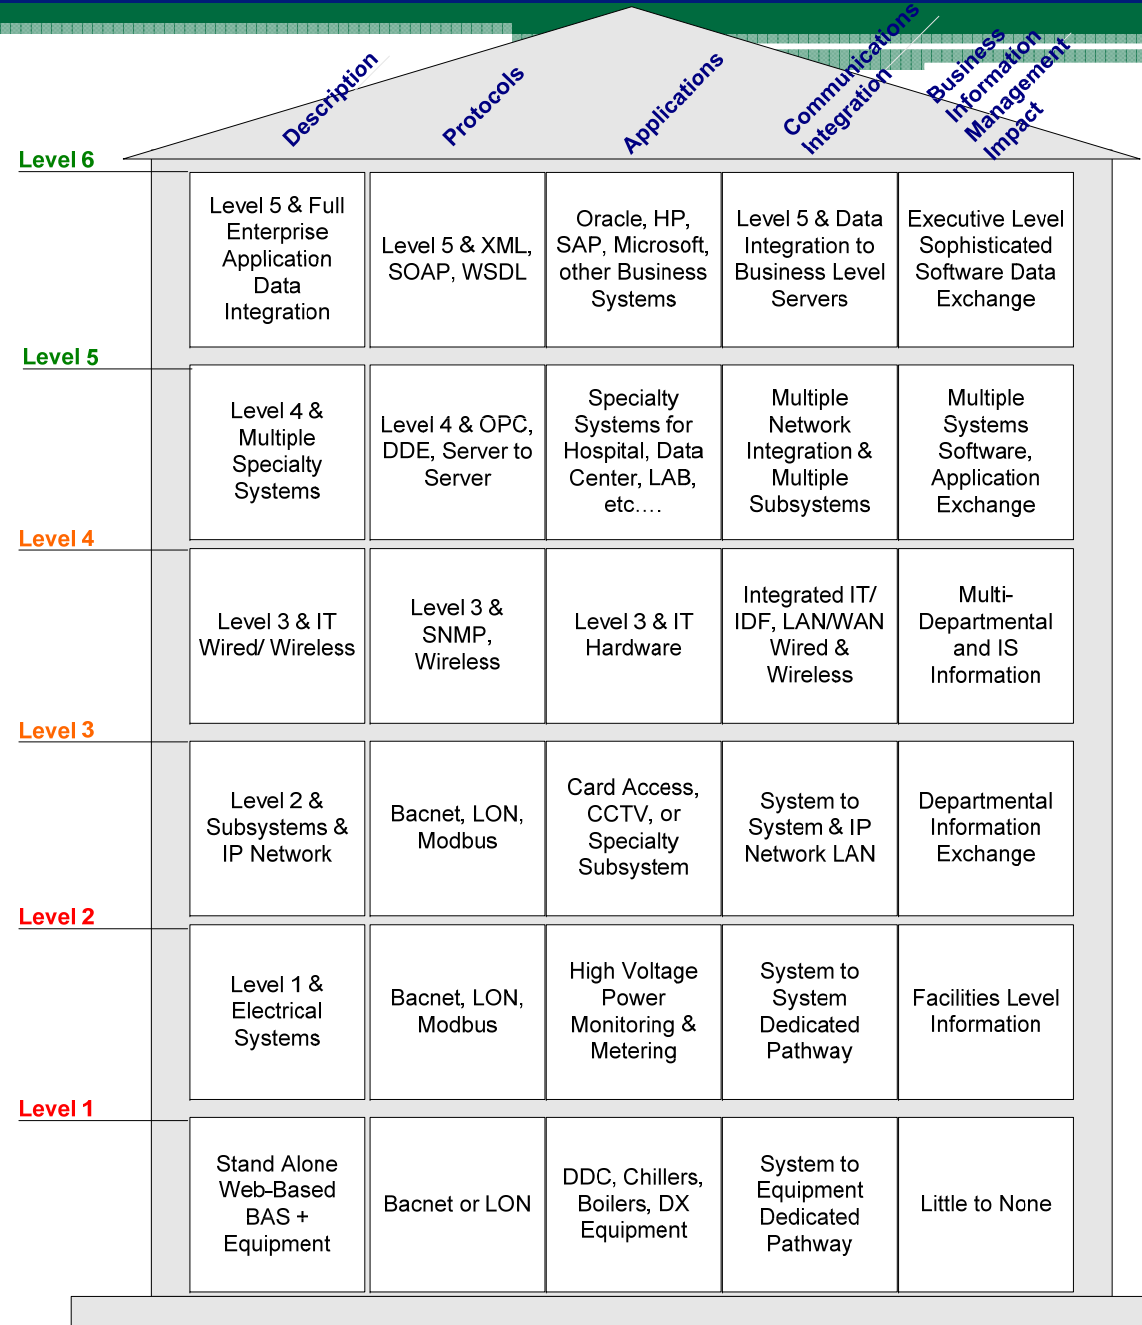 Description
Protocols
Applications
Communications
Integration
Business
Information
Management
Impact
Level 6
Level 5 & Full
Enterprise
Application
Data
Integration
Level 5 & XML,
SOAP, WSDL
Oracle, HP,
SAP, Microsoft,
other Business
Systems
Level 5 & Data
Integration to
Business Level
Servers
Executive Level
Sophisticated
Software Data
Exchange
Level 5
Level 4 &
Multiple
Specialty
Systems
Level 4 & OPC,
DDE, Server to
Server
Specialty
Systems for
Hospital, Data
Center, LAB,
etc….
Multiple
Network
Integration &
Multiple
Subsystems
Multiple
Systems
Software,
Application
Exchange
Level 4
Level 3 & IT
Wired/ Wireless
Level 3 &
SNMP,
Wireless
Level 3 & IT
Hardware
Integrated IT/
IDF, LAN/WAN
Wired &
Wireless
Multi-
Departmental
and IS
Information
Level 3
Level 2 &
Subsystems &
IP Network
Bacnet, LON,
Modbus
Card Access,
CCTV, or
Specialty
Subsystem
System to
System & IP
Network LAN
Departmental
Information
Exchange
Level 2
Level 1 &
Electrical
Systems
Bacnet, LON,
Modbus
High Voltage
Power
Monitoring &
Metering
System to
System
Dedicated
Pathway
Facilities Level
Information
Level 1
Stand Alone
Web-Based
BAS +
Equipment
Bacnet or LON
DDC, Chillers,
Boilers, DX
Equipment
System to
Equipment
Dedicated
Pathway
Little to None